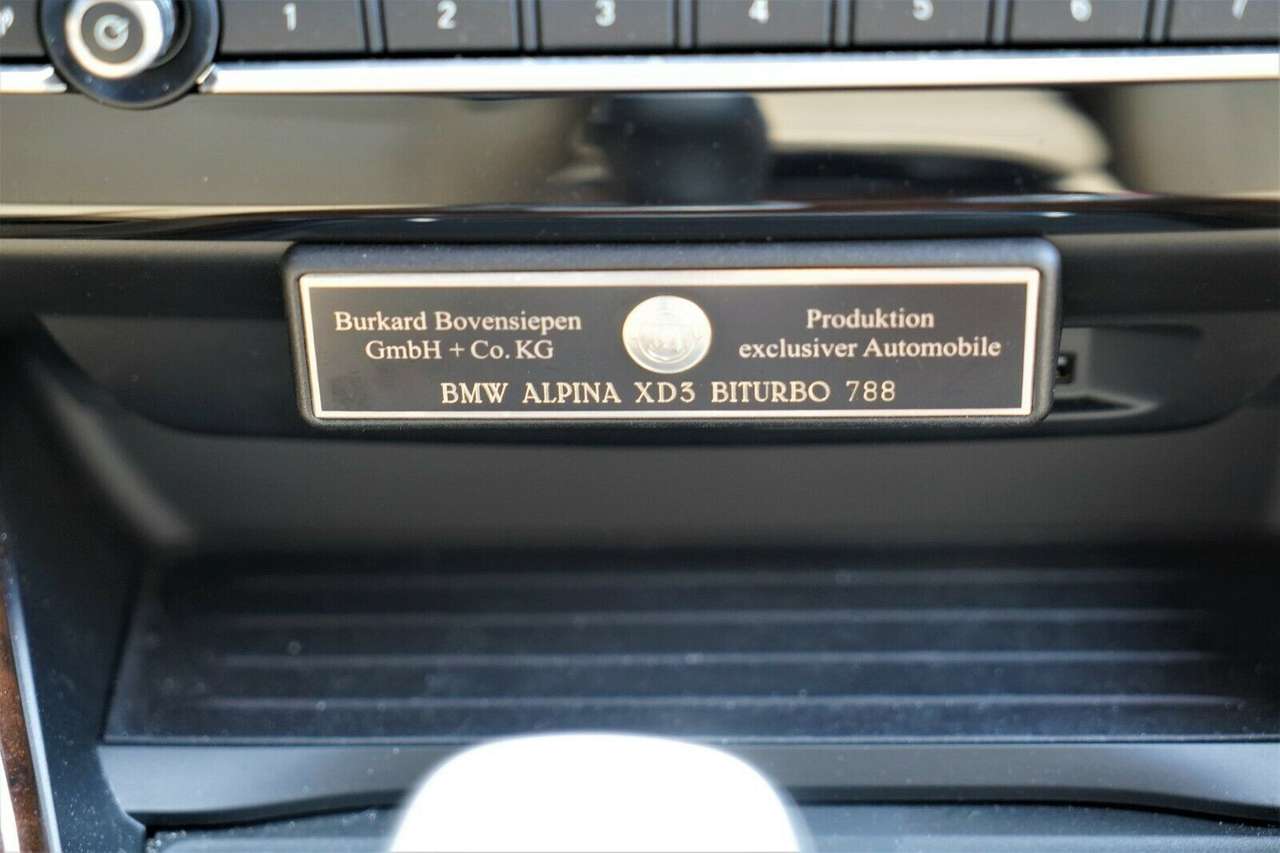 1 2 3 4 5 6 7
Burkard Bovensiepen
GmbH + Co. KG
Produktion
exclusiver Automobile
BMW ALPINA XD3 BITURBO 788